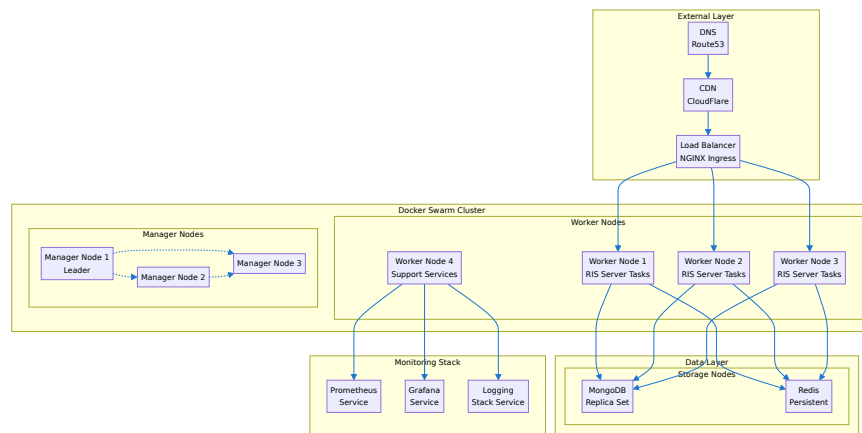 External Layer
DNS
Route53
CDN
CloudFlare
Load Balancer
NGINX Ingress
Docker Swarm Cluster
Worker Nodes
Manager Nodes
Manager Node 1
Leader
Manager Node 2
Manager Node 3
Worker Node 4
Support Services
Worker Node 1
RIS Server Tasks
Worker Node 2
RIS Server Tasks
Worker Node 3
RIS Server Tasks
Monitoring Stack
Prometheus
Service
Grafana
Service
Logging
Stack Service
Data Layer
Storage Nodes
MongoDB
Replica Set
Redis
Persistent